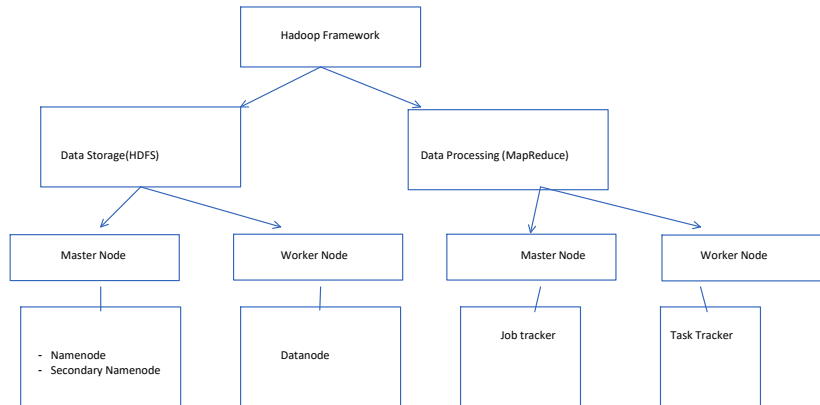 Hadoop Framework
Data Storage(HDFS)
Data Processing (MapReduce)
Master Node
Worker Node
Master Node
Worker Node
- Namenode
- Secondary Namenode
Datanode
Job tracker
Task Tracker